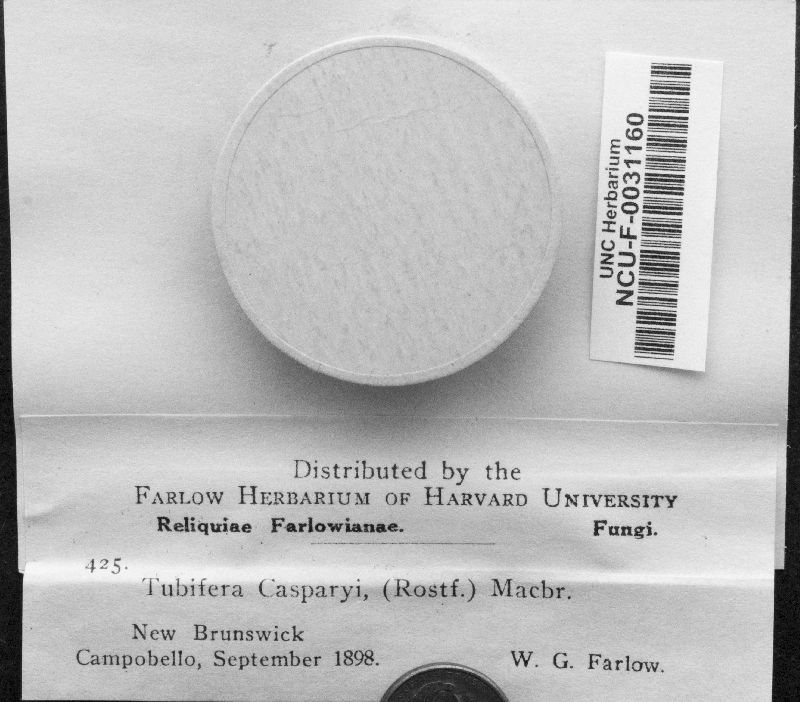 UNC Herbarium
NCU-F-0031160
Distributed by the
FARLOW HERBARIUM OF HARVARD UNIVERSITY
Reliquiae Farlowianae. Fungi.
425.
Tubifera Casparyi, (Rostf.) Macbr.
New Brunswick
Campobello, September 1898. W. G. Farlow.